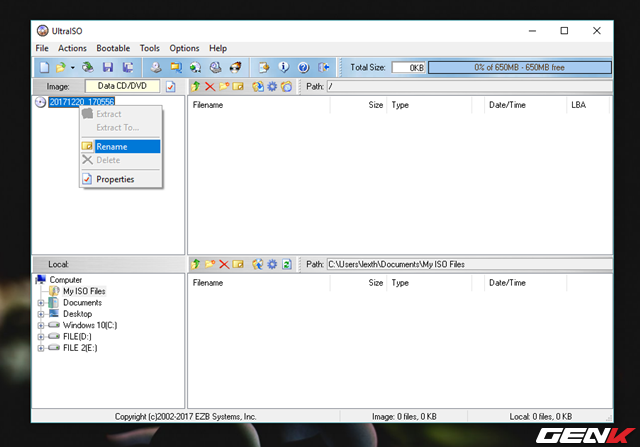 UltraISO
File Actions Bootable Tools Options Help
Total Size: 0KB 0% of 650MB - 650MB free
Image: Data CD/DVD Path: /
20171220_170556
Extract
Extract To...
Rename
Delete
Properties
Filename Size Type Date/Time LBA
Local: Path: C:\Users\lexth\Documents\My ISO Files
Computer
My ISO Files
Documents
Desktop
Windows 10(C:)
FILE(D:)
FILE 2(E:)
Filename Size Type Date/Time
Copyright (c)2002-2017 EZB Systems, Inc. Image: 0 files, 0 KB Local: 0 files, 0 KB
GENK